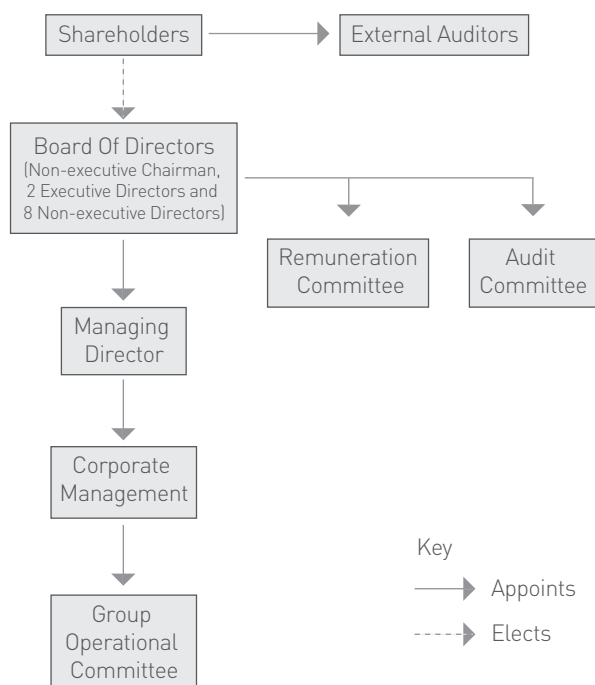 Shareholders
External Auditors
Board Of Directors
(Non-executive Chairman,
2 Executive Directors and
8 Non-executive Directors)
Remuneration
Committee
Audit
Committee
Managing
Director
Corporate
Management
Group
Operational
Committee
Key
Appoints
Elects